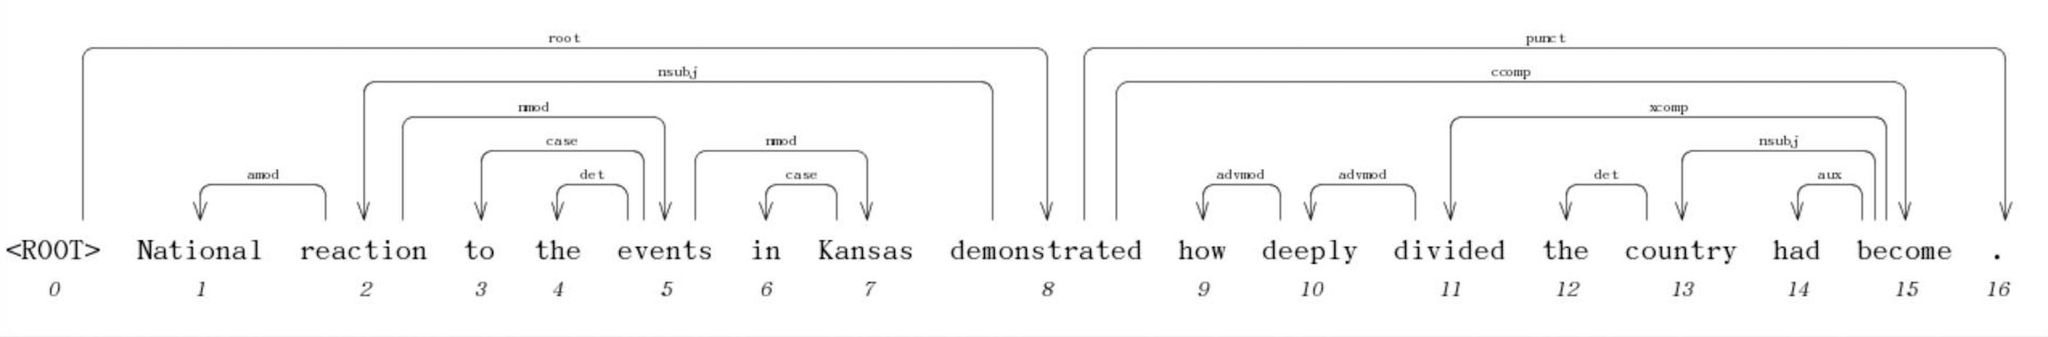 root punct
nsubj ccomp
nmod xcomp
case nmod nsubj
amod det case advmod advmod det aux
<ROOT> National reaction to the events in Kansas demonstrated how deeply divided the country had become .
0 1 2 3 4 5 6 7 8 9 10 11 12 13 14 15 16